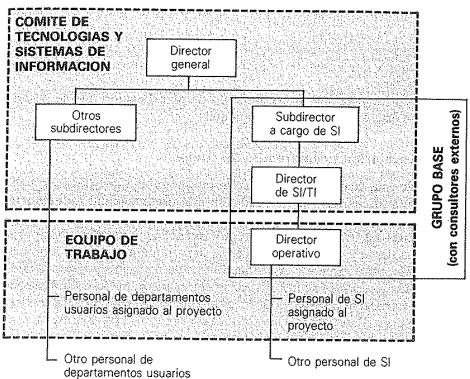 COMITE DE
TECNOLOGIAS Y
SISTEMAS DE
INFORMACION
Director
general
Otros
subdirectores
Subdirector
a cargo de SI
Director
de SI/TI
GRUPO BASE
(con consultores externos)
EQUIPO DE
TRABAJO
Director
operativo
Personal de departamentos
usuarios asignado al proyecto
Personal de SI
asignado al
proyecto
Otro personal de
departamentos usuarios
Otro personal de SI